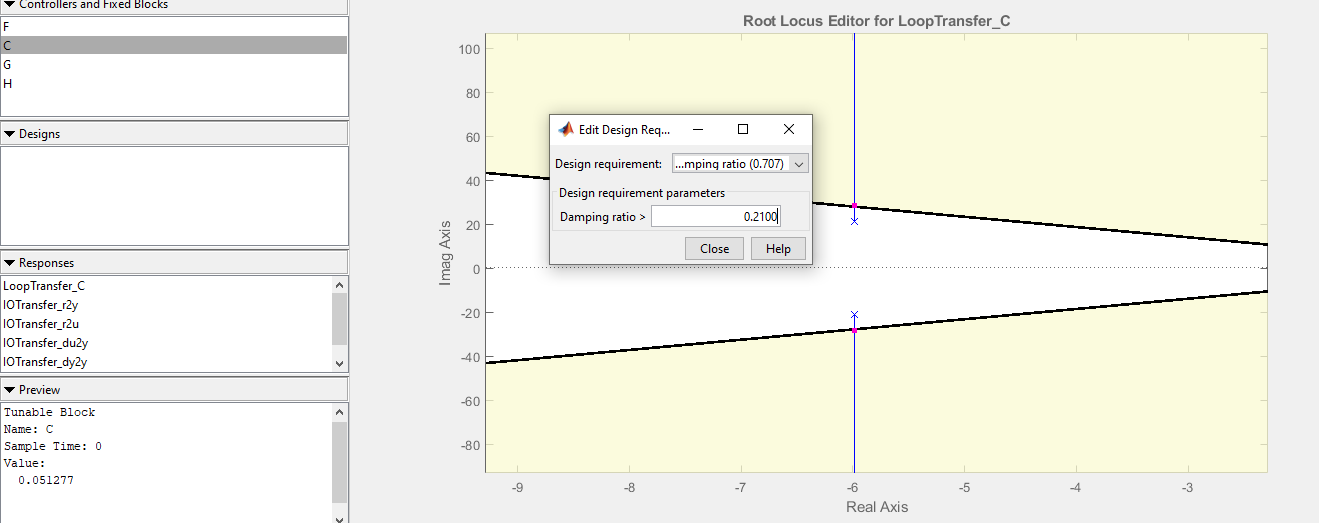 Controllers and Fixed Blocks
F
C
G
H
Designs
Responses
LoopTransfer_C
IOTransfer_r2y
IOTransfer_r2u
IOTransfer_du2y
IOTransfer_dy2y
Preview
Tunable Block
Name: C
Sample Time: 0
Value:
0.051277
Root Locus Editor for LoopTransfer_C
Imag Axis
100
80
60
40
20
0
-20
-40
-60
-80
-9
-8
-7
-6
-5
-4
-3
Real Axis
Edit Design Req...
Design requirement: ...mping ratio (0.707)
Design requirement parameters
Damping ratio > 0.2100
Close Help